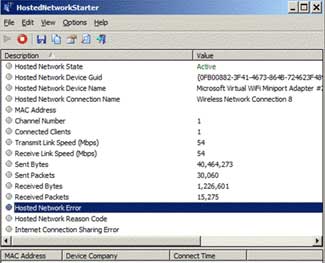 HostedNetworkStarter
File Edit View Options Help
Description Value
Hosted Network State Active
Hosted Network Device Guid {0FB00882-3F41-4673-864B-724623F48
Hosted Network Device Name Microsoft Virtual WiFi Miniport Adapter #2
Hosted Network Connection Name Wireless Network Connection 8
MAC Address
Channel Number 1
Connected Clients 1
Transmit Link Speed (Mbps) 54
Receive Link Speed (Mbps) 54
Sent Bytes 40,464,273
Sent Packets 30,060
Received Bytes 1,226,601
Received Packets 15,275
Hosted Network Error
Hosted Network Reason Code
Internet Connection Sharing Error
MAC Address Device Company Connect Time